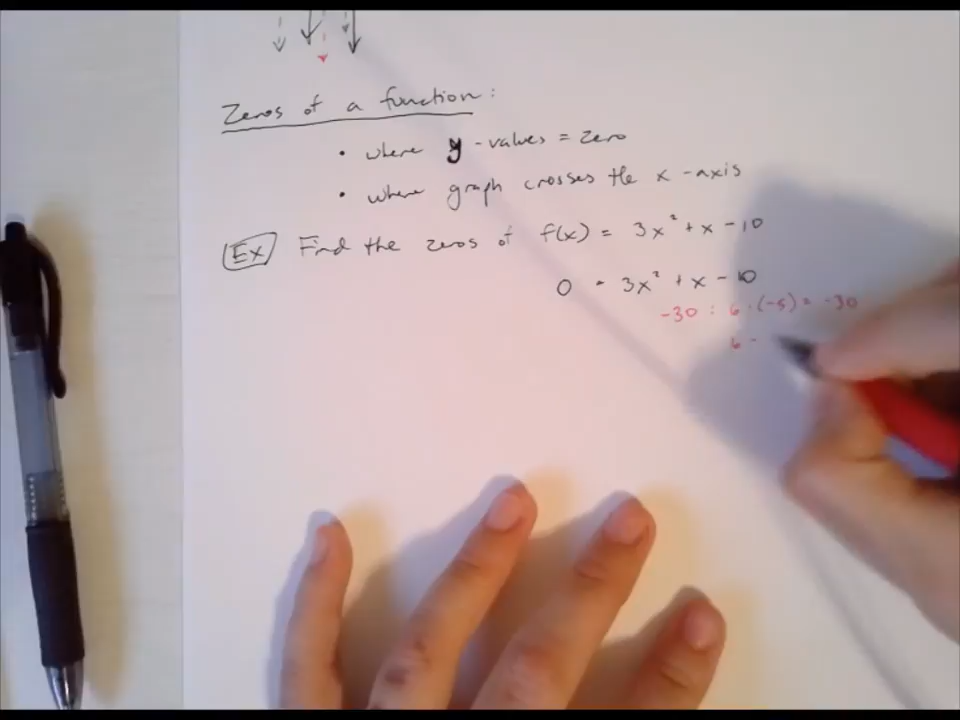 Zeros of a function:
• where y-values = zero
• where graph crosses the x-axis
Ex Find the zeros of f(x) = 3x² + x - 10
0 = 3x² + x - 10
-30 : 6 · (-5) = -30
6 -